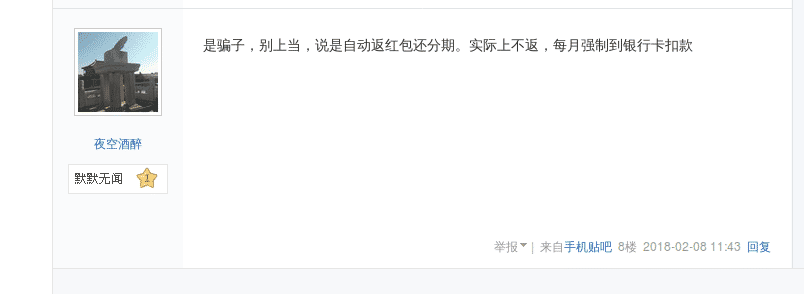 是骗子，别上当，说是自动返红包还分期。实际上不返，每月强制到银行卡扣款
夜空酒醉
默默无闻 1
举报 | 来自手机贴吧 8楼 2018-02-08 11:43 回复